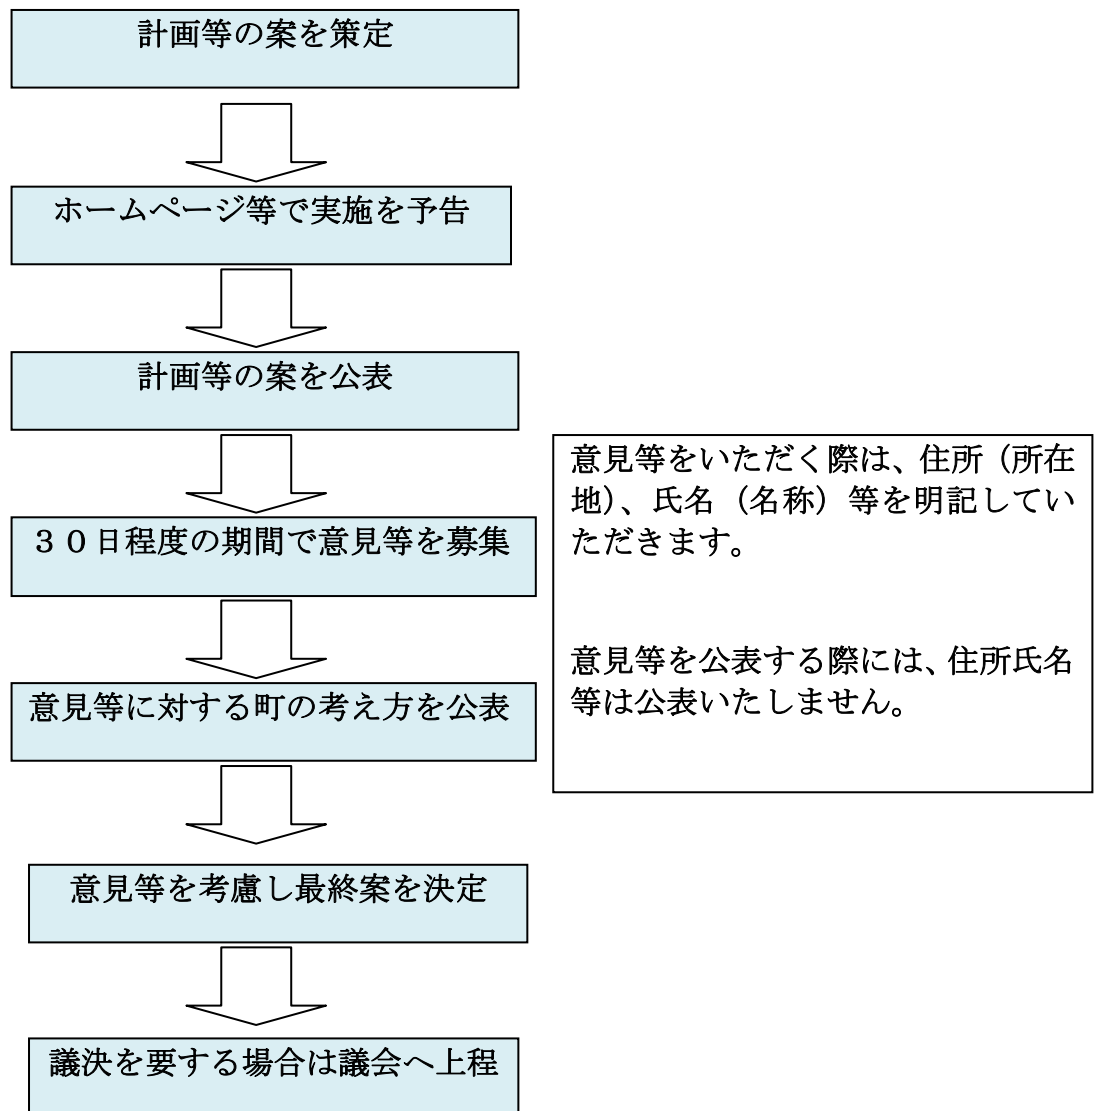 計画等の案を策定
ホームページ等で実施を予告
計画等の案を公表
３０日程度の期間で意見等を募集
意見等をいただく際は、住所（所在
地）、氏名（名称）等を明記してい
ただきます。
意見等を公表する際には、住所氏名
等は公表いたしません。
意見等に対する町の考え方を公表
意見等を考慮し最終案を決定
議決を要する場合は議会へ上程